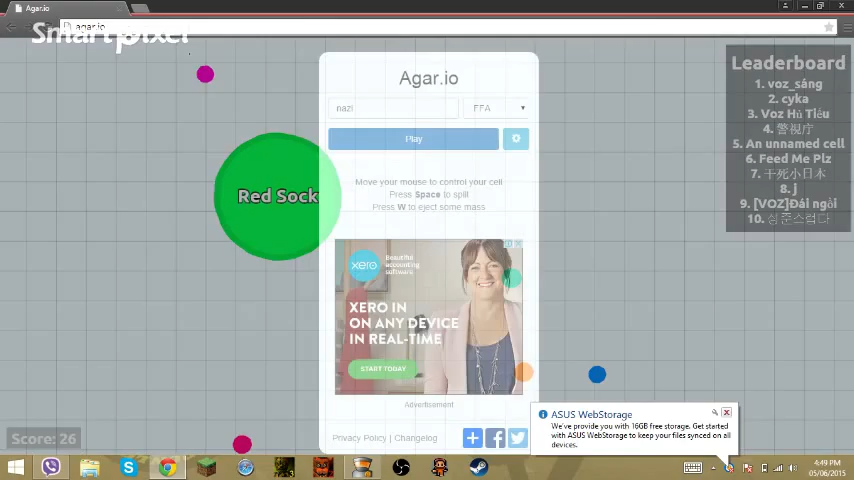 Agar.io
agar.io
Smartpixel
Agar.io
nazi
FFA
Play
Move your mouse to control your cell
Press Space to split
Press W to eject some mass
Red Sock
xero
Beautiful
accounting
software
XERO IN
ON ANY DEVICE
IN REAL-TIME
START TODAY
Advertisement
Privacy Policy | Changelog
Leaderboard
1. voz_sáng
2. cyka
3. Voz Hủ Tiếu
4. 警視庁
5. An unnamed cell
6. Feed Me Plz
7. 干死小日本
8. j
9. [VOZ]Đái ngồi
10. 성준스럽다
Score: 26
ASUS WebStorage
We've provide you with 16GB free storage. Get started
with ASUS WebStorage to keep your files synced on all
devices.
4:49 PM
05/06/2015